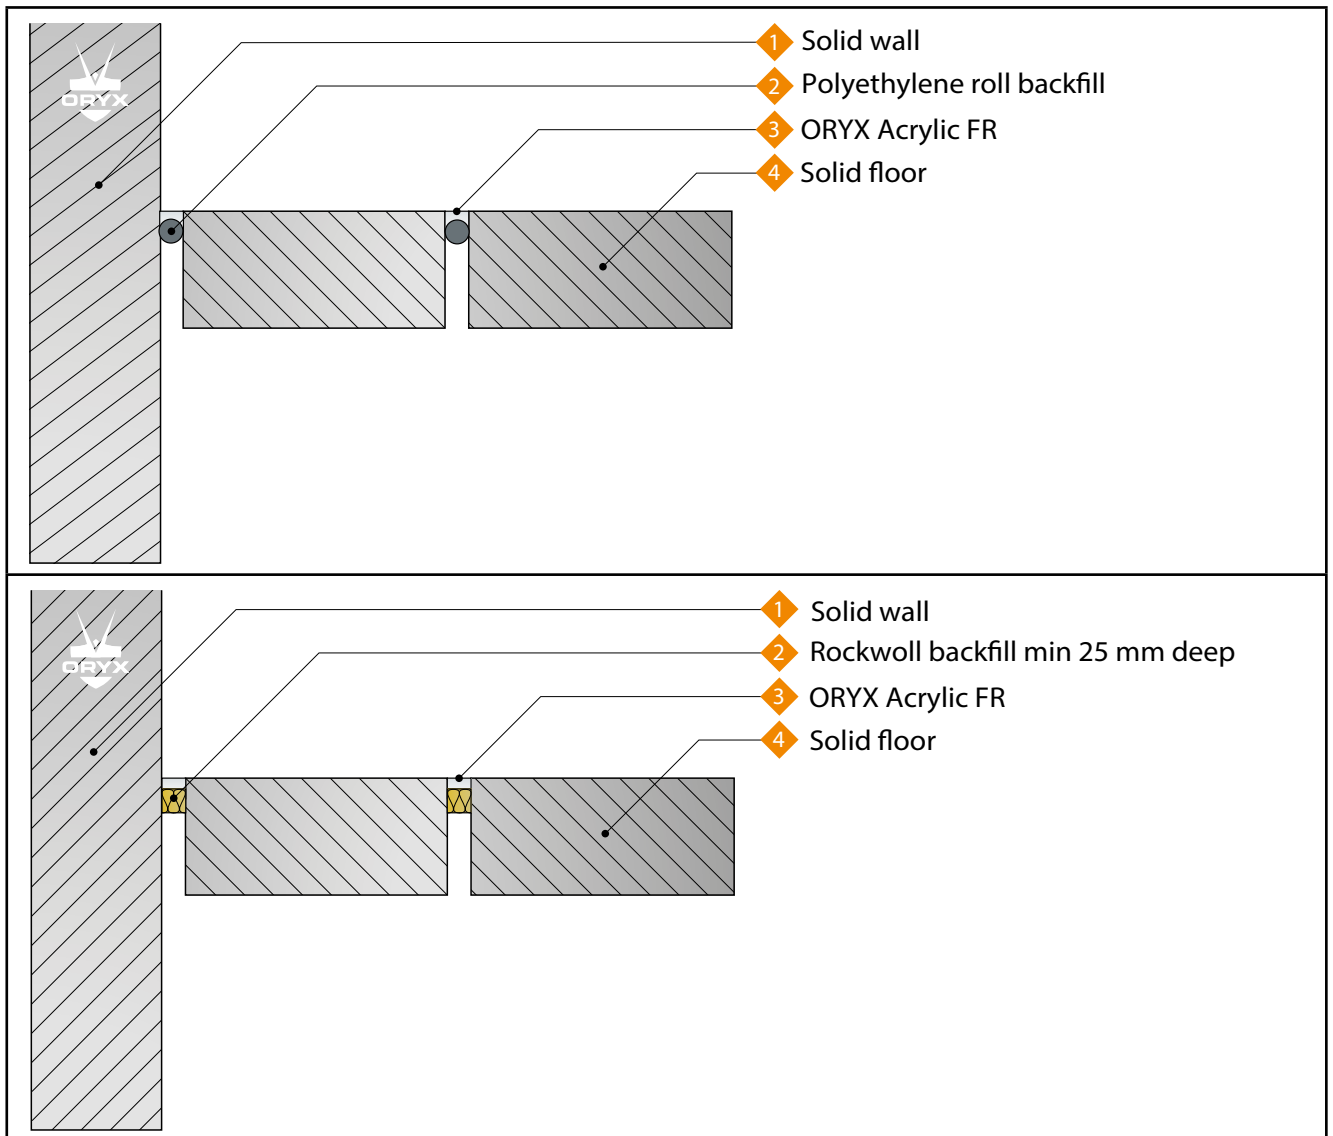 ORYX
1 Solid wall
2 Polyethylene roll backfill
3 ORYX Acrylic FR
4 Solid floor
ORYX
1 Solid wall
2 Rockwoll backfill min 25 mm deep
3 ORYX Acrylic FR
4 Solid floor